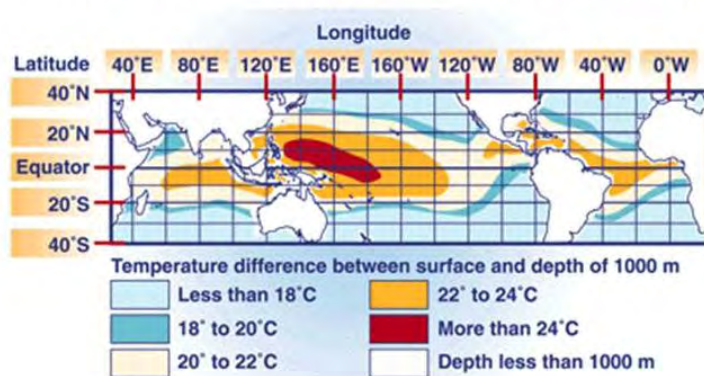 Longitude
Latitude 40°E 80°E 120°E 160°E 160°W 120°W 80°W 40°W 0°W
40°N
20°N
Equator
20°S
40°S
Temperature difference between surface and depth of 1000 m
Less than 18°C 22° to 24°C
18° to 20°C More than 24°C
20° to 22°C Depth less than 1000 m